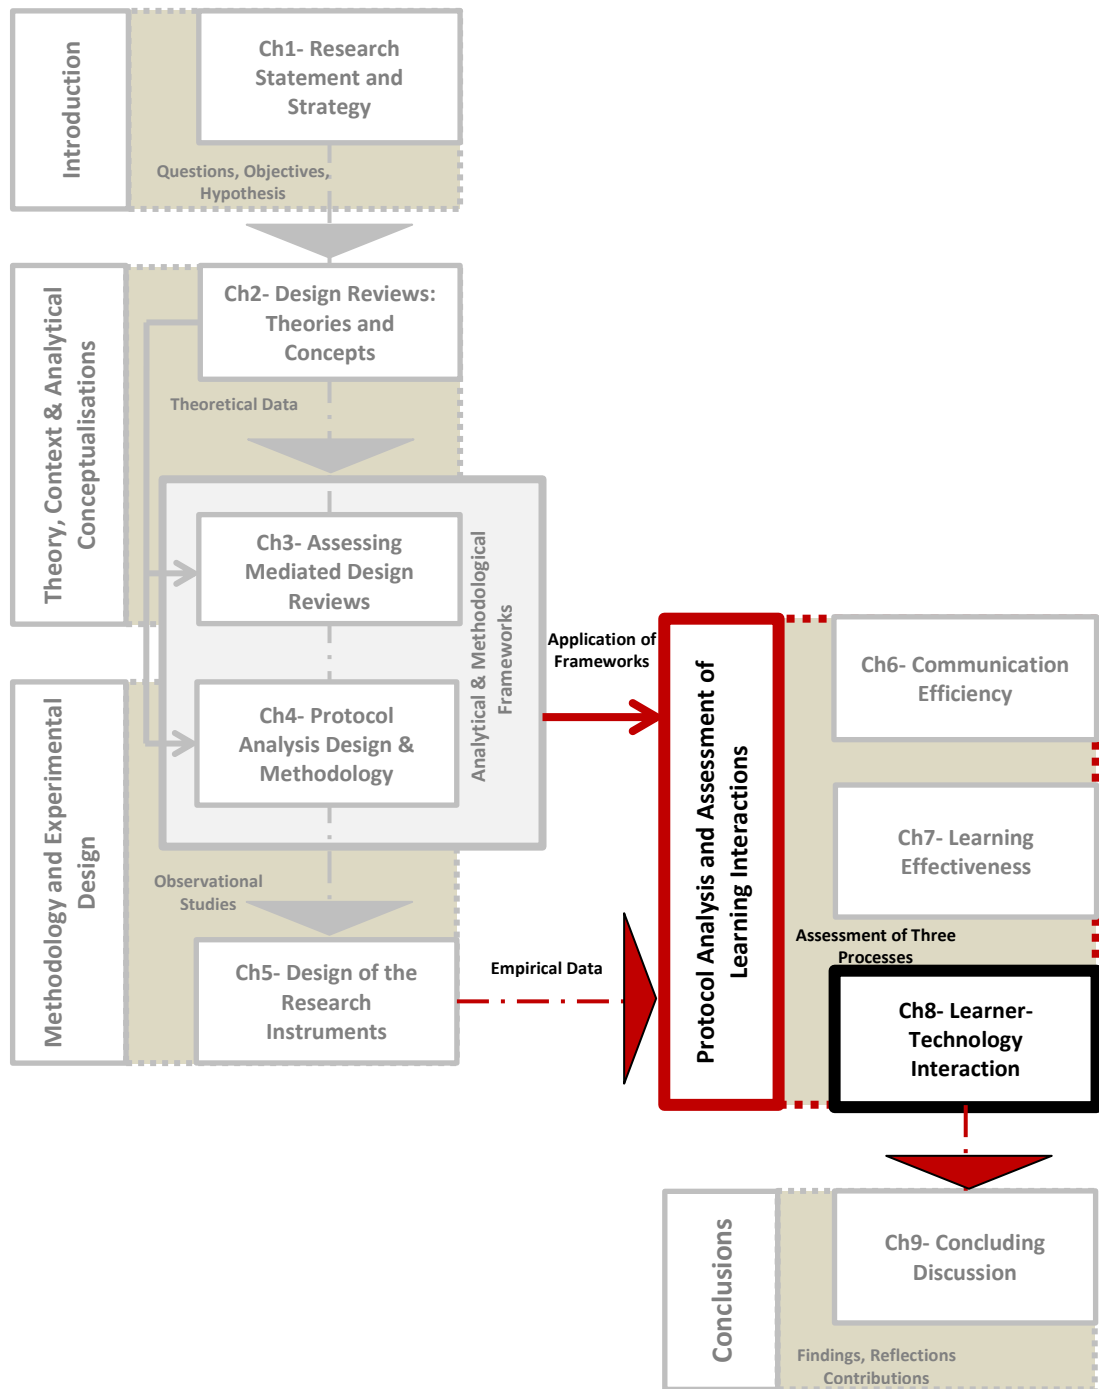 Introduction
Ch1- Research
Statement and
Strategy
Questions, Objectives,
Hypothesis
Theory, Context & Analytical
Conceptualisations
Ch2- Design Reviews:
Theories and
Concepts
Theoretical Data
Ch3- Assessing
Mediated Design
Reviews
Analytical & Methodological
Frameworks
Methodology and Experimental
Design
Ch4- Protocol
Analysis Design &
Methodology
Observational
Studies
Ch5- Design of the
Research
Instruments
Application of
Frameworks
Empirical Data
Protocol Analysis and Assessment of
Learning Interactions
Ch6- Communication
Efficiency
Ch7- Learning
Effectiveness
Assessment of Three
Processes
Ch8- Learner-
Technology
Interaction
Conclusions
Ch9- Concluding
Discussion
Findings, Reflections
Contributions